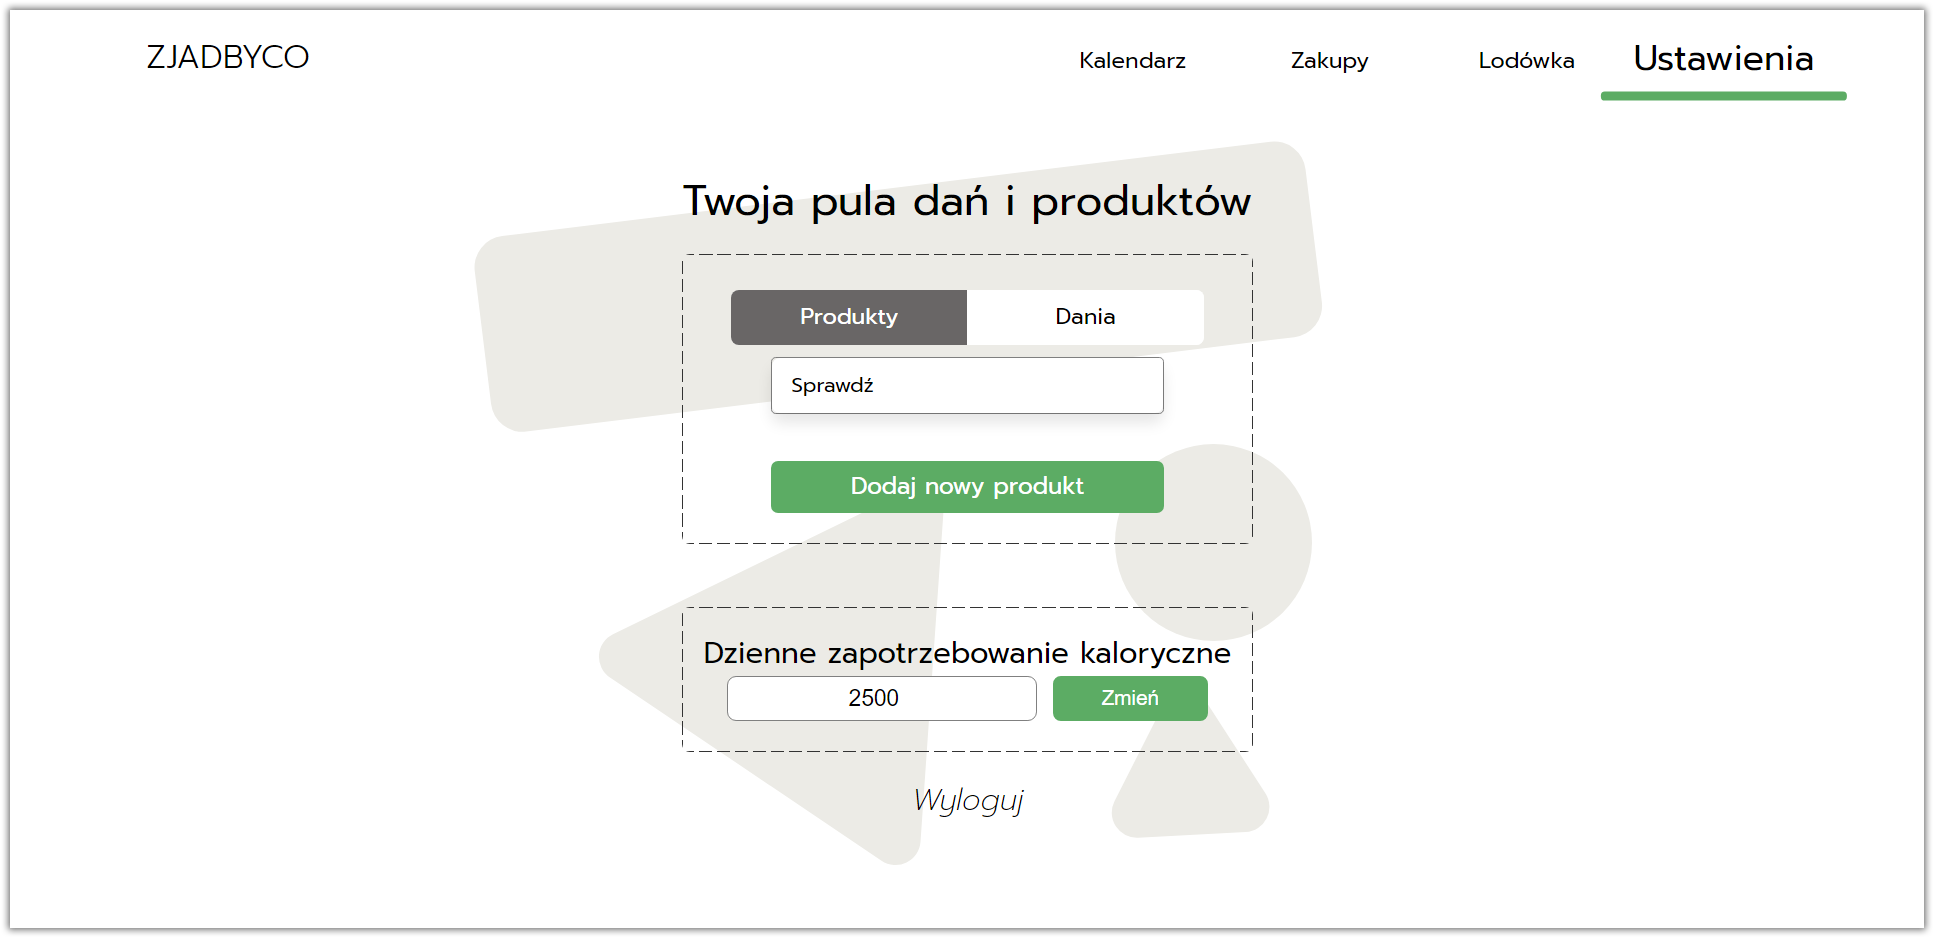 ZJADBYCO
Kalendarz
Zakupy
Lodówka
Ustawienia
Twoja pula dań i produktów
Produkty
Dania
Sprawdź
Dodaj nowy produkt
Dzienne zapotrzebowanie kaloryczne
2500
Zmień
Wyloguj